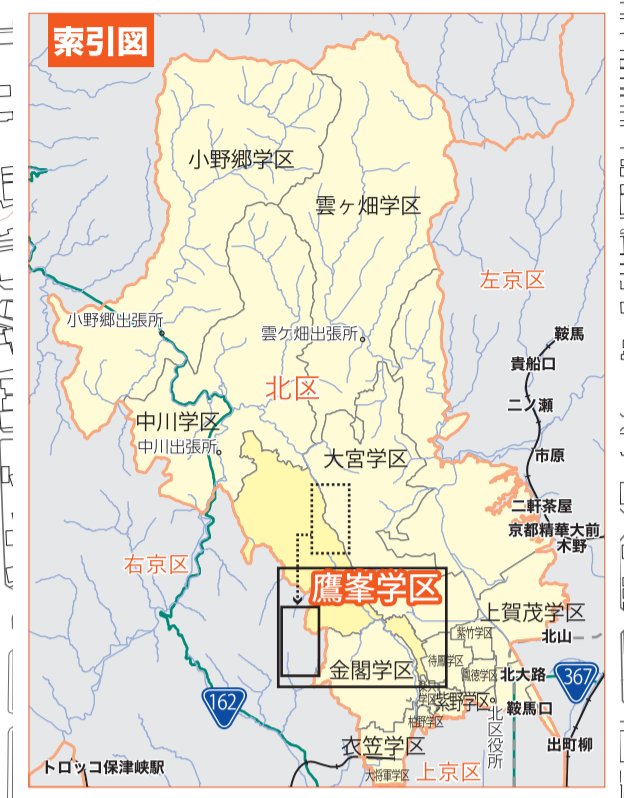 索引図
小野郷学区
雲ヶ畑学区
左京区
小野郷出張所
雲ケ畑出張所
鞍馬
貴船口
北区
二ノ瀬
中川学区
中川出張所
大宮学区
市原
二軒茶屋
京都精華大前
木野
右京区
鷹峯学区
上賀茂学区
紫竹学区
北山
待鳳学区
金閣学区
鳳徳学区
北大路
367
162
紫野学区
鞍馬口
北区役所
柏野学区
衣笠学区
出町柳
トロッコ保津峡駅
大将軍学区
上京区